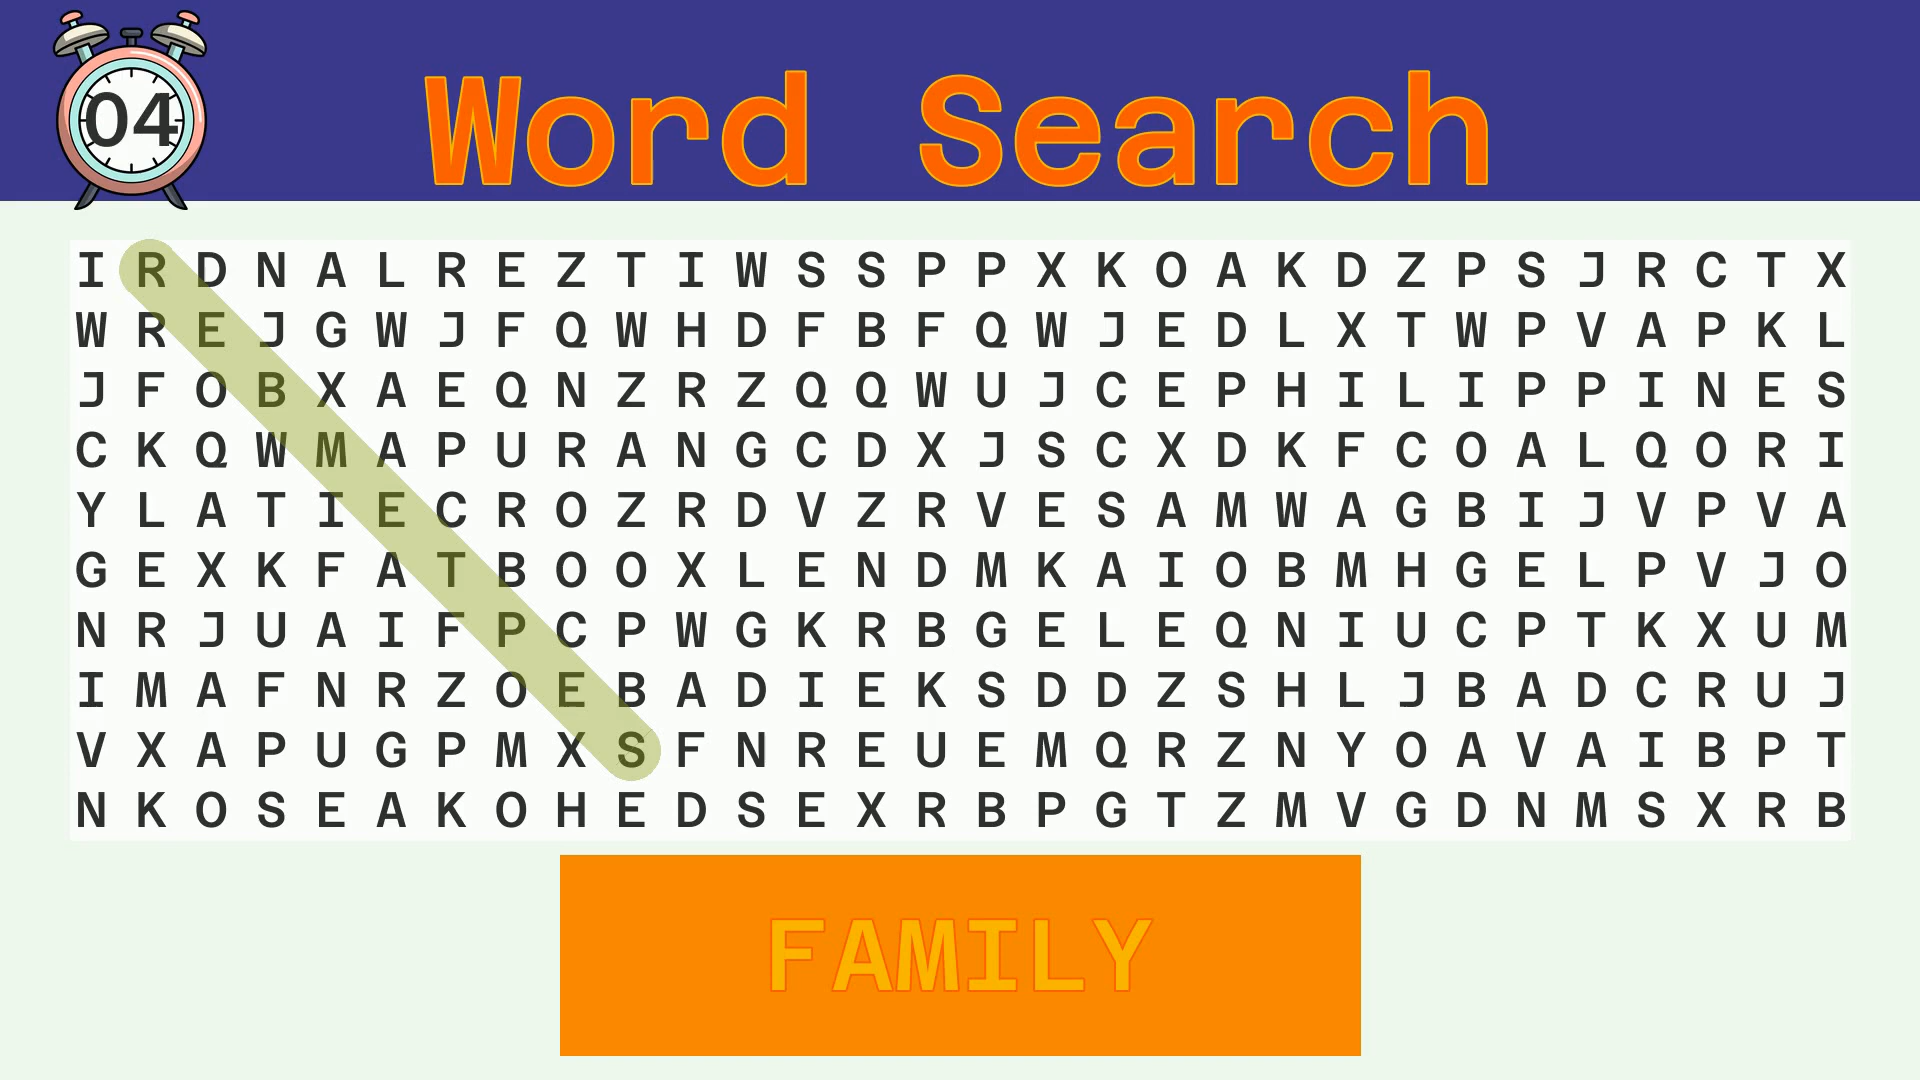 04
Word Search
I R D N A L R E Z T I W S S P P X K O A K D Z P S J R C T X
W R E J G W J F Q W H D F B F Q W J E D L X T W P V A P K L
J F O B X A E Q N Z R Z Q Q W U J C E P H I L I P P I N E S
C K Q W M A P U R A N G C D X J S C X D K F C O A L Q O R I
Y L A T I E C R O Z R D V Z R V E S A M W A G B I J V P V A
G E X K F A T B O O X L E N D M K A I O B M H G E L P V J O
N R J U A I F P C P W G K R B G E L E Q N I U C P T K X U M
I M A F N R Z O E B A D I E K S D D Z S H L J B A D C R U J
V X A P U G P M X S F N R E U E M Q R Z N Y O A V A I B P T
N K O S E A K O H E D S E X R B P G T Z M V G D N M S X R B
FAMILY